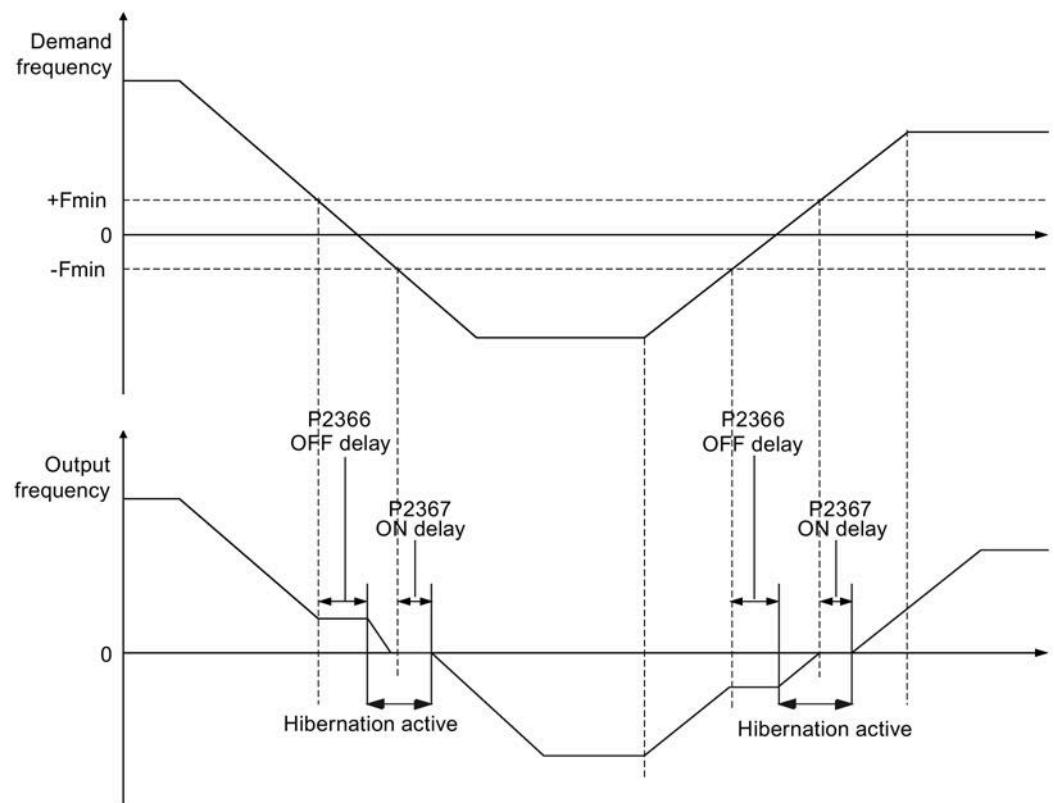 Demand
frequency
+Fmin
0
-Fmin
P2366
OFF delay
P2366
OFF delay
Output
frequency
P2367
ON delay
P2367
ON delay
0
Hibernation active
Hibernation active